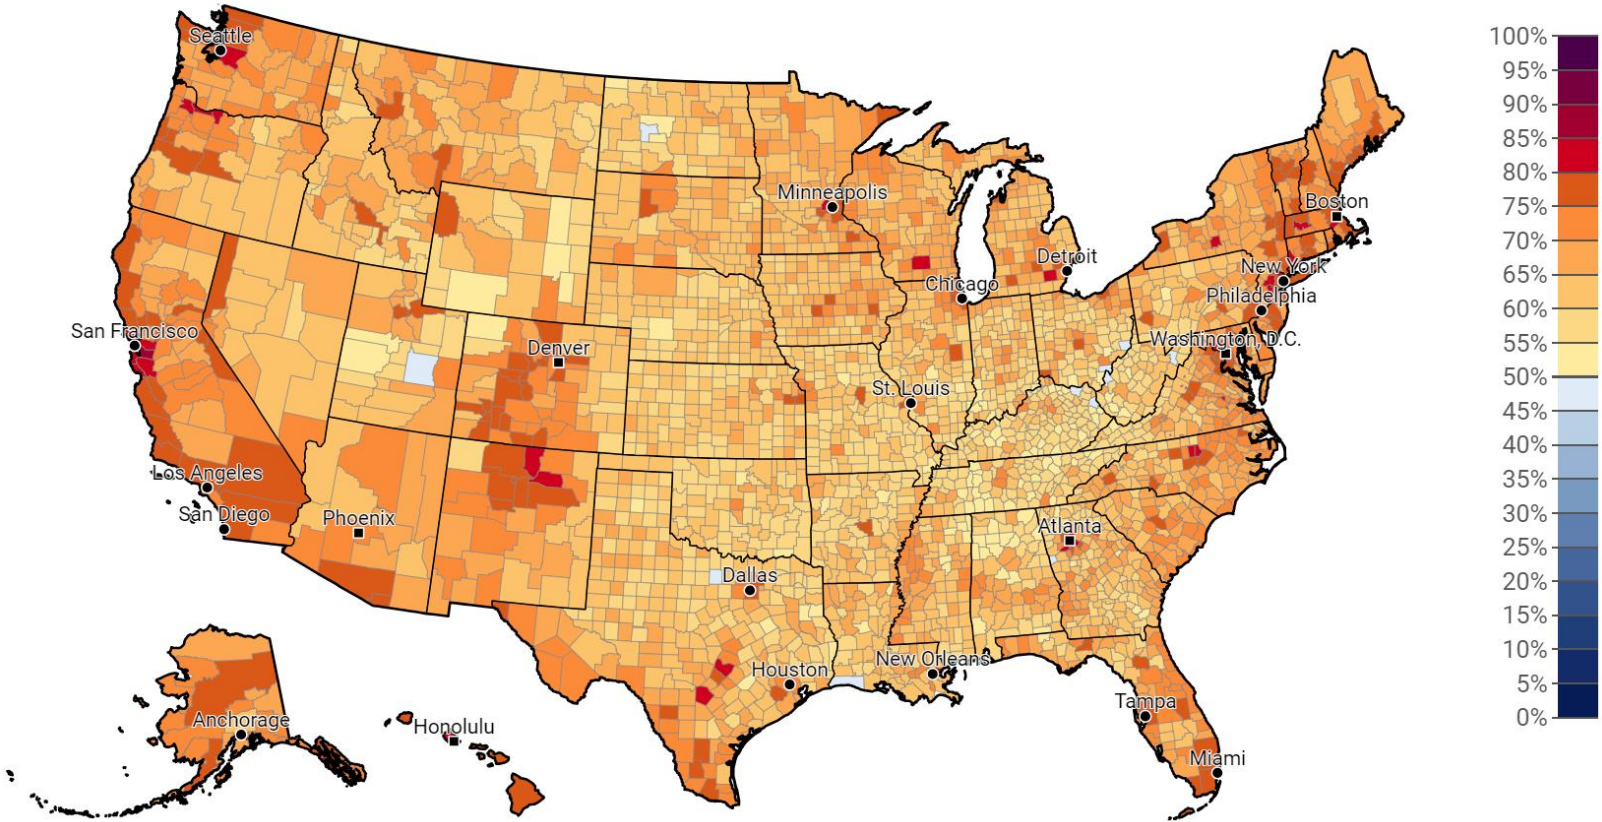 Seattle
Minneapolis
Boston
Detroit
New York
Chicago
Philadelphia
San Francisco
Washington, D.C.
Denver
St. Louis
Los Angeles
San Diego
Phoenix
Atlanta
Dallas
Houston
New Orleans
Tampa
Anchorage
Honolulu
Miami
100%
95%
90%
85%
80%
75%
70%
65%
60%
55%
50%
45%
40%
35%
30%
25%
20%
15%
10%
5%
0%